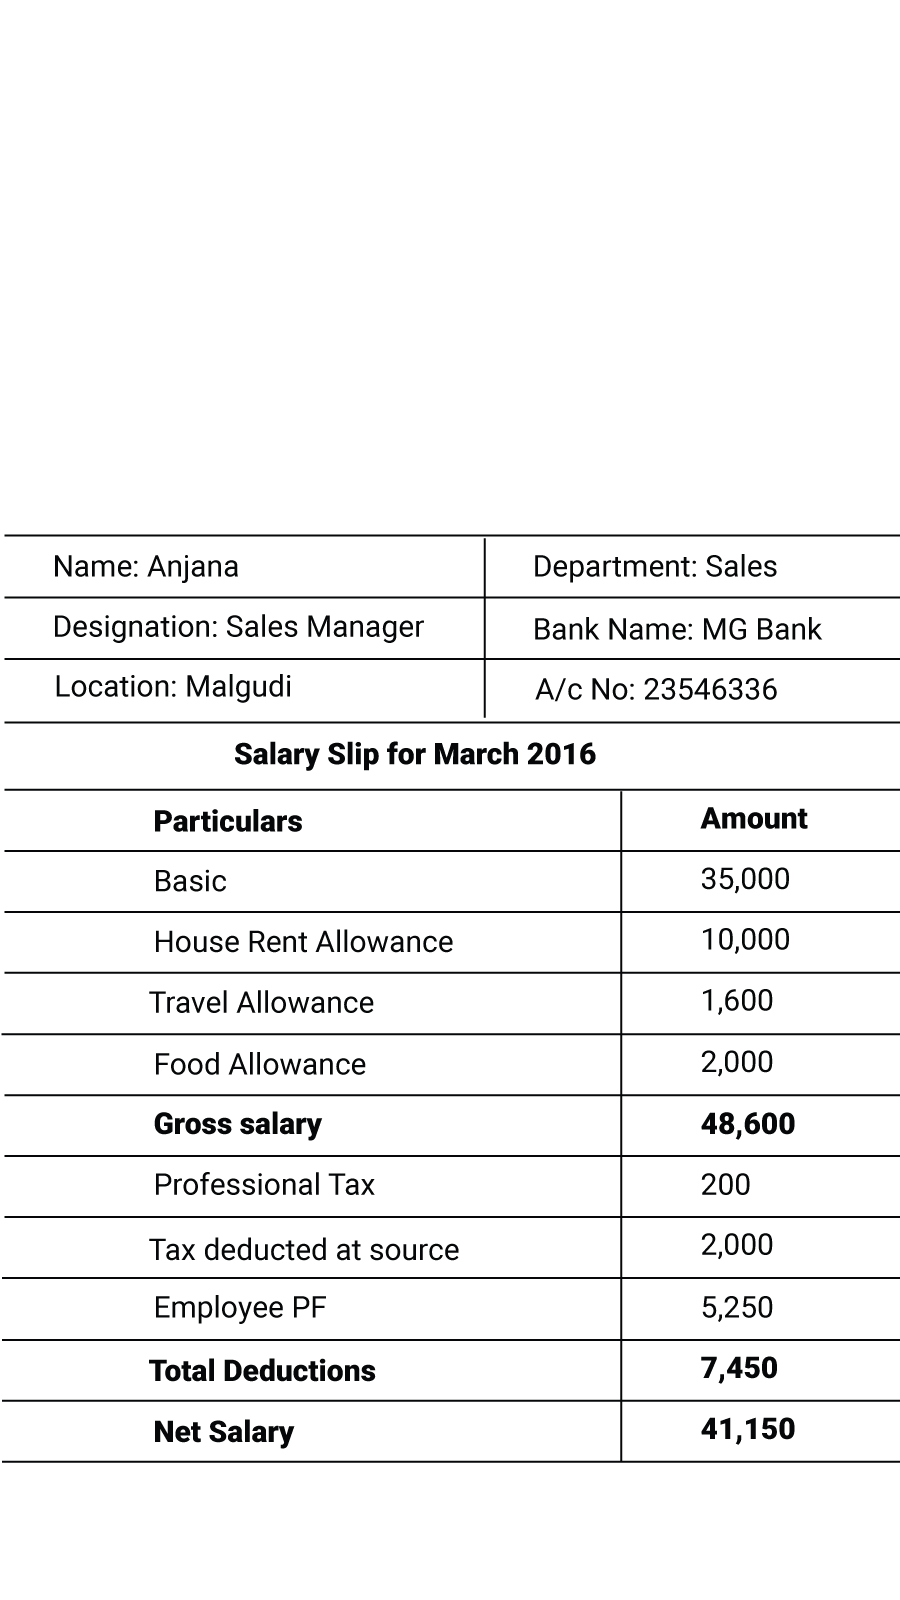 Name: Anjana Department: Sales
Designation: Sales Manager Bank Name: MG Bank
Location: Malgudi A/c No: 23546336
Salary Slip for March 2016
Particulars Amount
Basic 35,000
House Rent Allowance 10,000
Travel Allowance 1,600
Food Allowance 2,000
Gross salary 48,600
Professional Tax 200
Tax deducted at source 2,000
Employee PF 5,250
Total Deductions 7,450
Net Salary 41,150